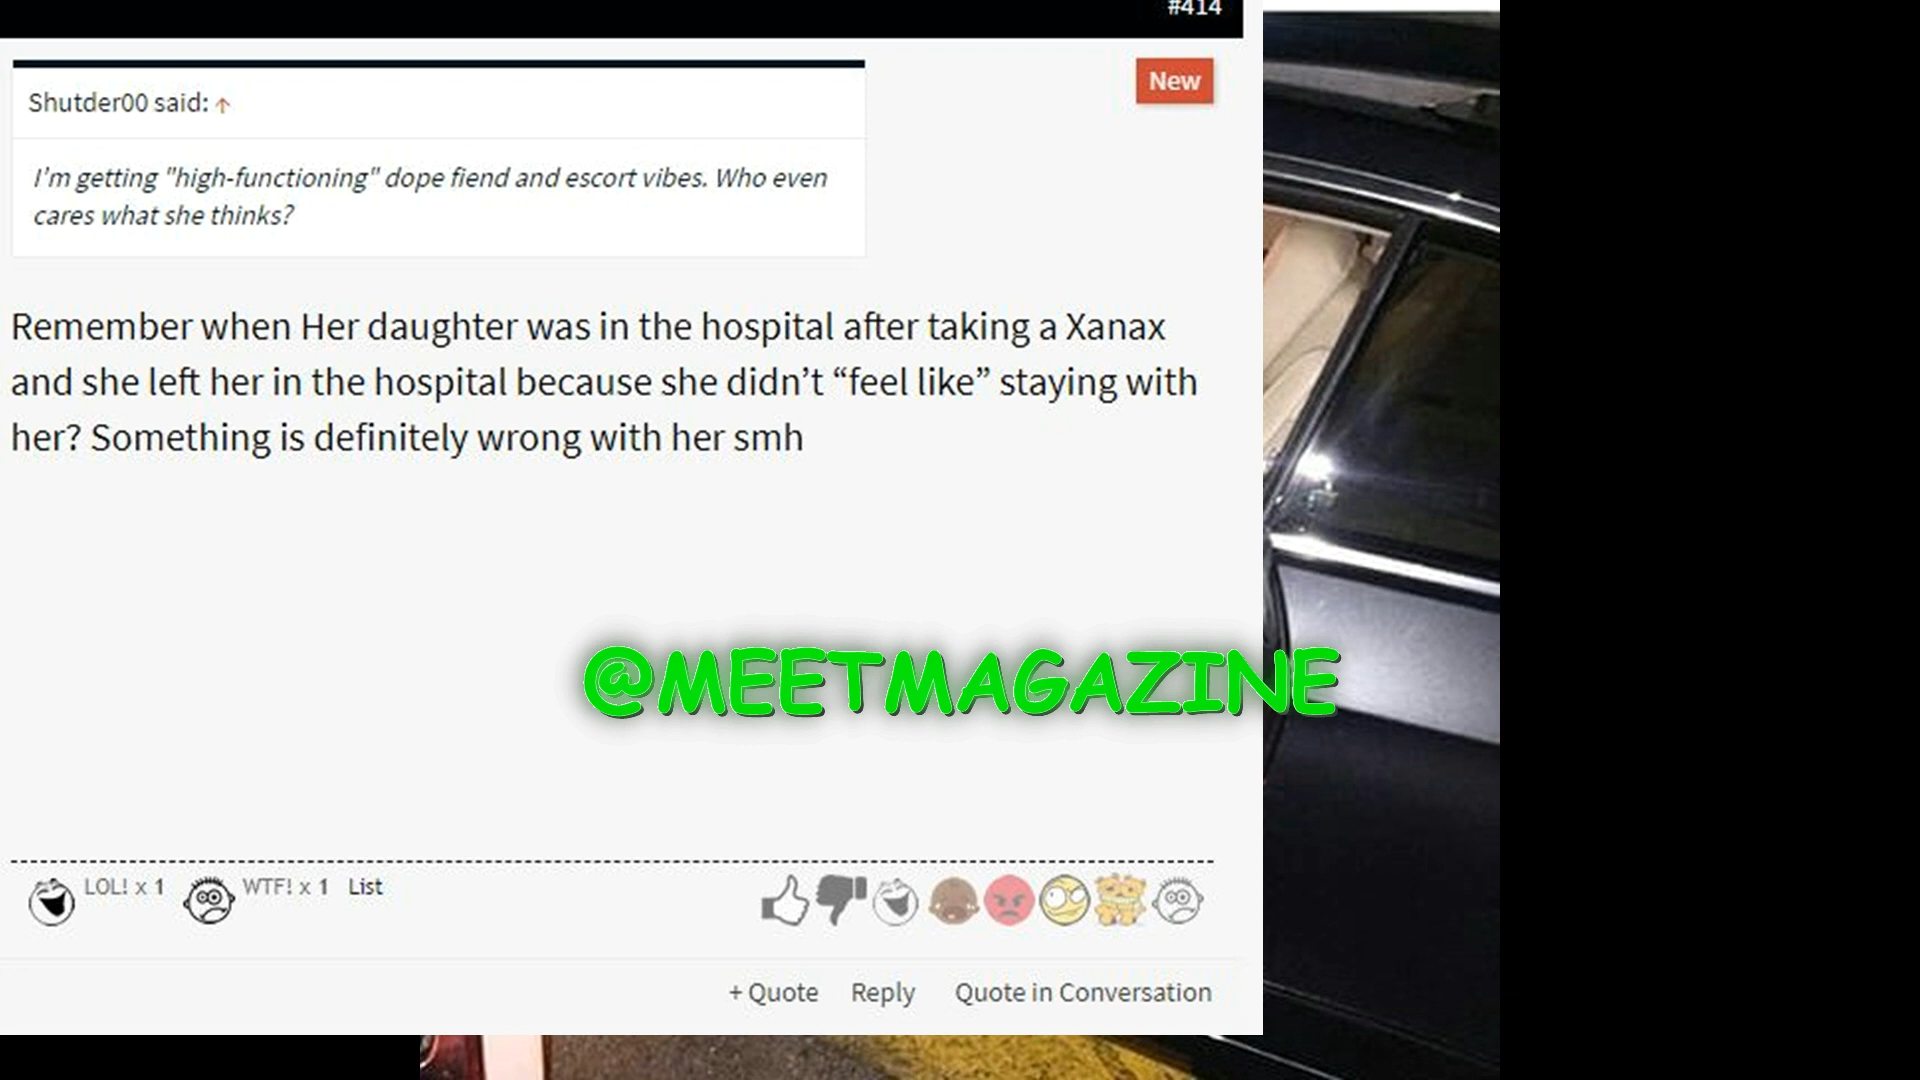 #414
New
Shutder00 said: ↑
I'm getting "high-functioning" dope fiend and escort vibes. Who even
cares what she thinks?
Remember when Her daughter was in the hospital after taking a Xanax
and she left her in the hospital because she didn’t “feel like” staying with
her? Something is definitely wrong with her smh
@MEETMAGAZINE
LOL! x 1 WTF! x 1 List
+ Quote Reply Quote in Conversation